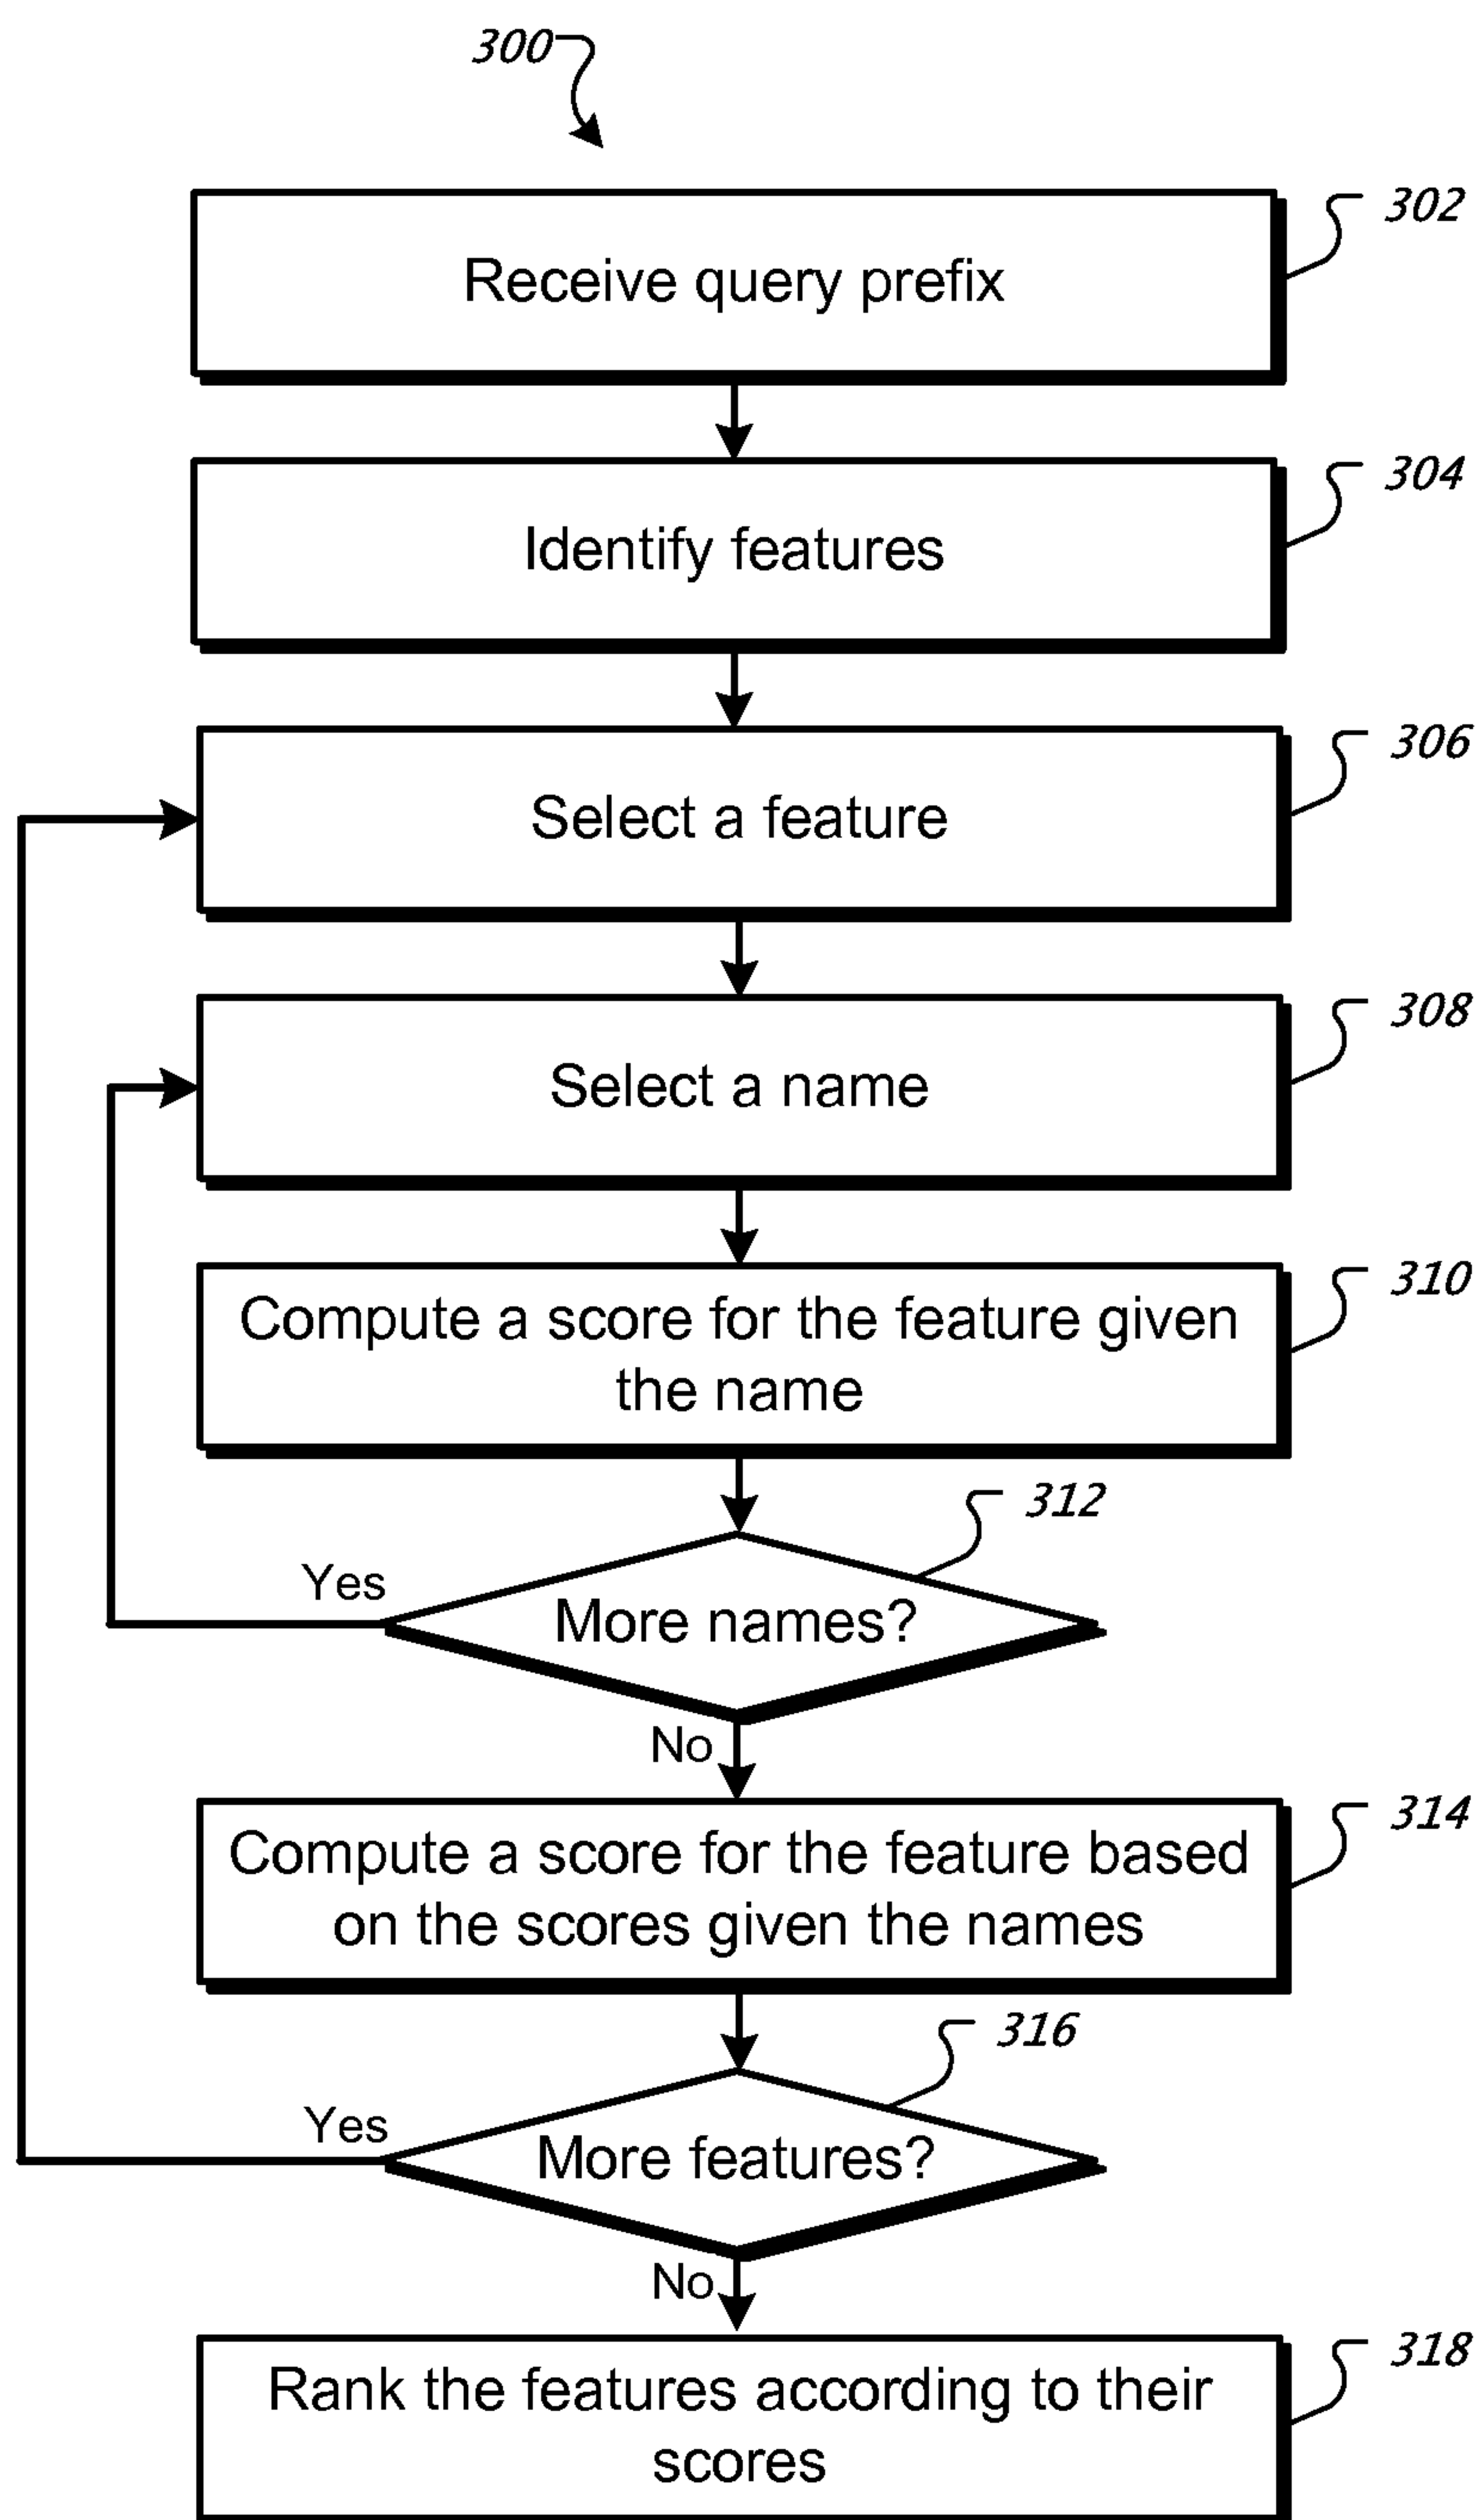 300
Receive query prefix
302
Identify features
304
Select a feature
306
Select a name
308
Compute a score for the feature given
the name
310
312
Yes
More names?
No
Compute a score for the feature based
on the scores given the names
314
316
Yes
More features?
No
Rank the features according to their
scores
318